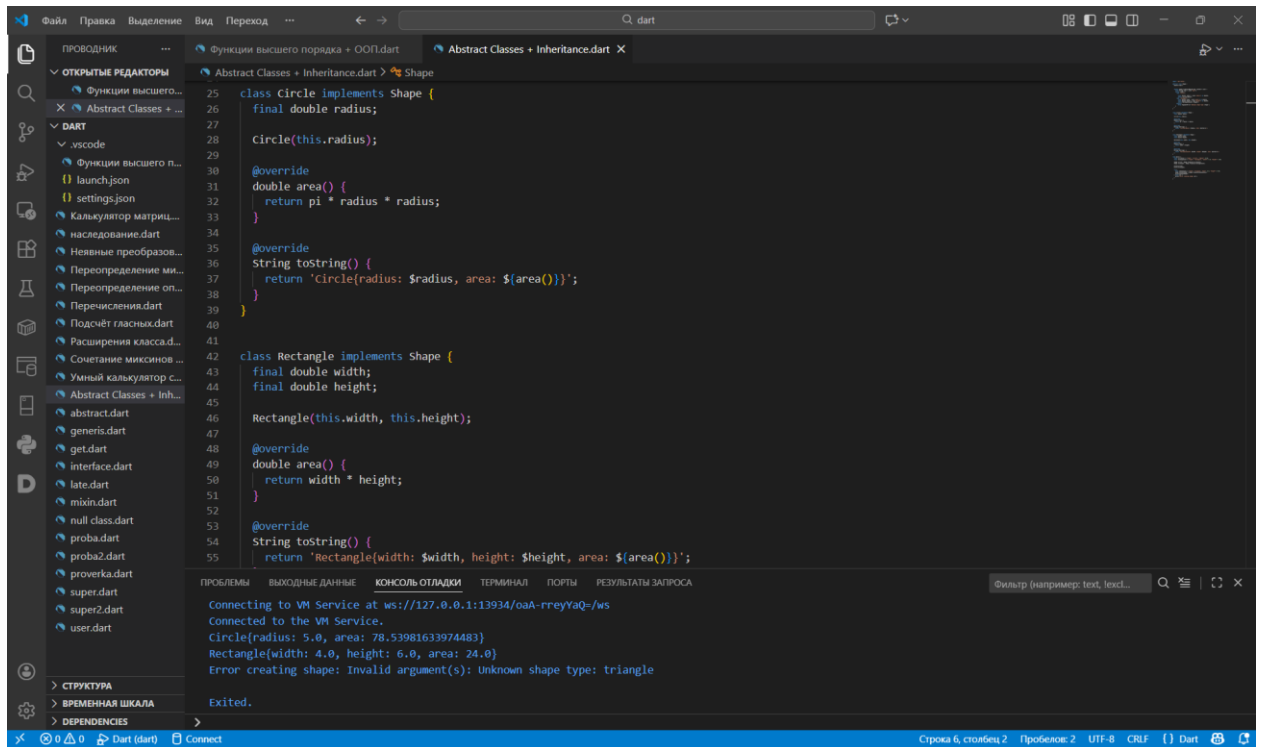 Файл Правка Выделение Вид Переход ··· dart
ПРОВОДНИК ···
ОТКРЫТЫЕ РЕДАКТОРЫ
Функции высшего...
Abstract Classes + ...
DART
.vscode
Функции высшего п...
launch.json
settings.json
Калькулятор матриц....
наследование.dart
Неявные преобразов...
Переопределение ми...
Переопределение оп...
Перечисления.dart
Подсчёт гласных.dart
Расширения класса.d...
Сочетание миксинов ...
Умный калькулятор с...
Abstract Classes + Inh...
abstract.dart
generis.dart
get.dart
interface.dart
late.dart
mixin.dart
null class.dart
proba.dart
proba2.dart
proverka.dart
super.dart
super2.dart
user.dart
СТРУКТУРА
ВРЕМЕННАЯ ШКАЛА
DEPENDENCIES
Функции высшего порядка + ООП.dart Abstract Classes + Inheritance.dart
Abstract Classes + Inheritance.dart > Shape
25 class Circle implements Shape {
26 final double radius;
27
28 Circle(this.radius);
29
30 @override
31 double area() {
32 return pi * radius * radius;
33 }
34
35 @override
36 String toString() {
37 return 'Circle{radius: $radius, area: ${area()}}';
38 }
39 }
40
41
42 class Rectangle implements Shape {
43 final double width;
44 final double height;
45
46 Rectangle(this.width, this.height);
47
48 @override
49 double area() {
50 return width * height;
51 }
52
53 @override
54 String toString() {
55 return 'Rectangle{width: $width, height: $height, area: ${area()}}';
ПРОБЛЕМЫ ВЫХОДНЫЕ ДАННЫЕ КОНСОЛЬ ОТЛАДКИ ТЕРМИНАЛ ПОРТЫ РЕЗУЛЬТАТЫ ЗАПРОСА Фильтр (например: text, !excl...
Connecting to VM Service at ws://127.0.0.1:13934/oaA-rreyYaQ=/ws
Connected to the VM Service.
Circle{radius: 5.0, area: 78.53981633974483}
Rectangle{width: 4.0, height: 6.0, area: 24.0}
Error creating shape: Invalid argument(s): Unknown shape type: triangle
Exited.
0 0 Dart (dart) Connect Строка 6, столбец 2 Пробелов: 2 UTF-8 CRLF {} Dart